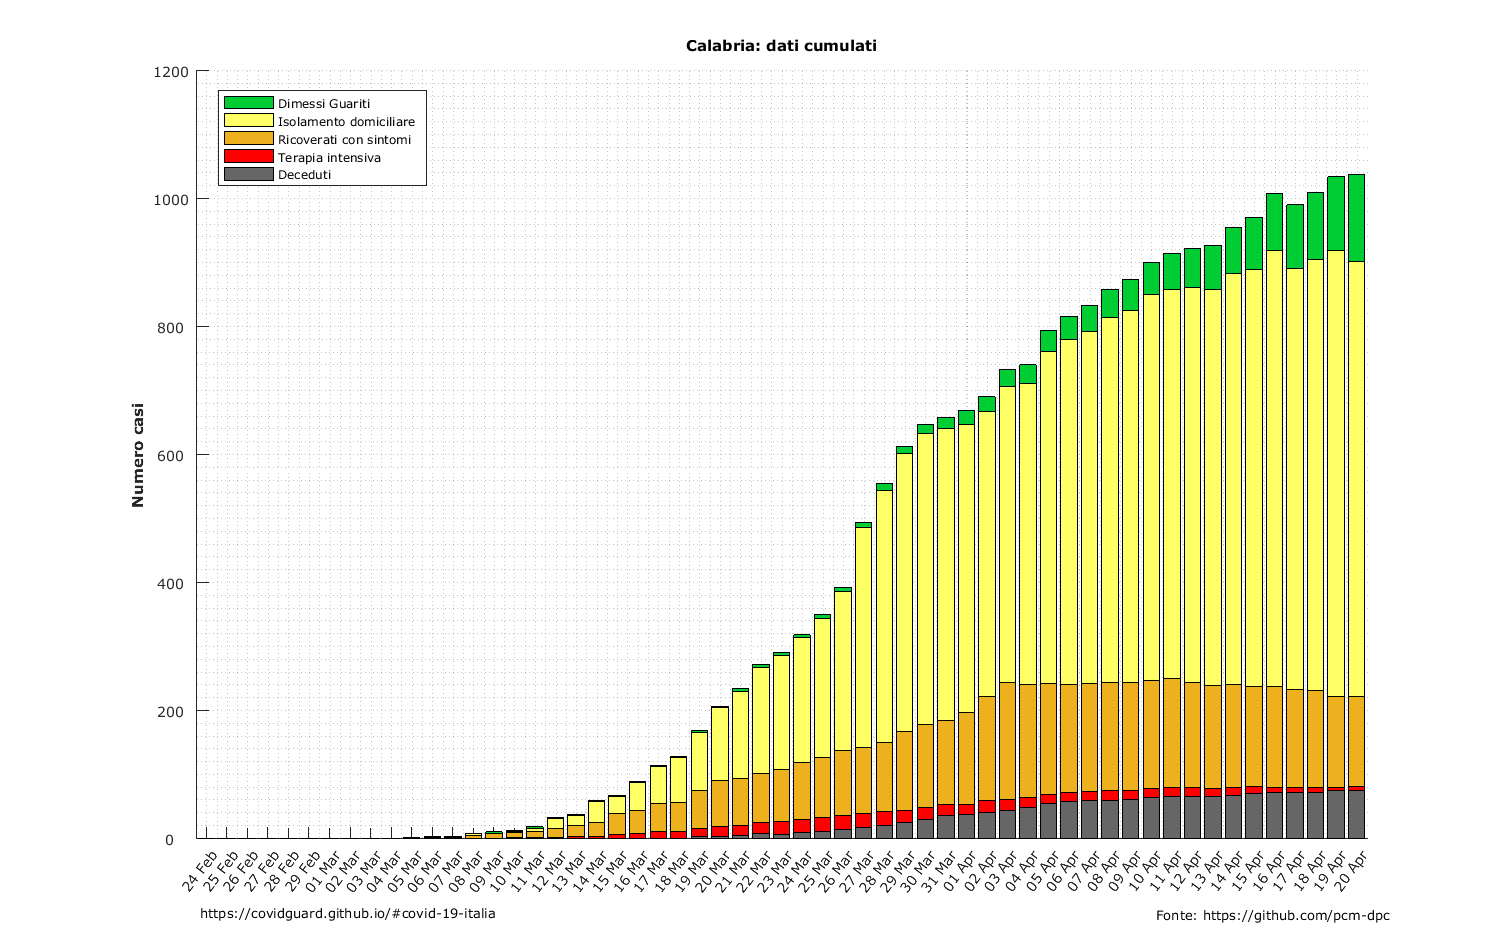 Calabria: dati cumulati
1200
1000
800
600
400
200
0
Numero casi
Dimessi Guariti
Isolamento domiciliare
Ricoverati con sintomi
Terapia intensiva
Deceduti
24 Feb
25 Feb
26 Feb
27 Feb
28 Feb
29 Feb
01 Mar
02 Mar
03 Mar
04 Mar
05 Mar
06 Mar
07 Mar
08 Mar
09 Mar
10 Mar
11 Mar
12 Mar
13 Mar
14 Mar
15 Mar
16 Mar
17 Mar
18 Mar
19 Mar
20 Mar
21 Mar
22 Mar
23 Mar
24 Mar
25 Mar
26 Mar
27 Mar
28 Mar
29 Mar
30 Mar
31 Mar
01 Apr
02 Apr
03 Apr
04 Apr
05 Apr
06 Apr
07 Apr
08 Apr
09 Apr
10 Apr
11 Apr
12 Apr
13 Apr
14 Apr
15 Apr
16 Apr
17 Apr
18 Apr
19 Apr
20 Apr
https://covidguard.github.io/#covid-19-italia
Fonte: https://github.com/pcm-dpc